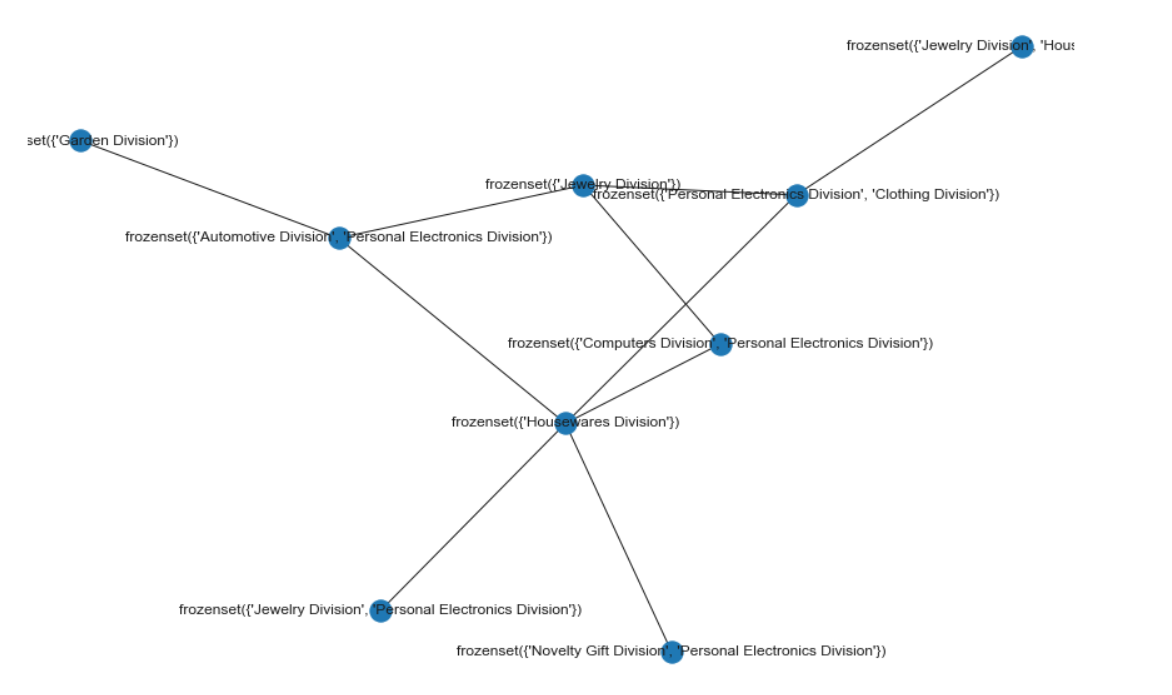 frozenset({'Jewelry Division', 'Hous
set({'Garden Division'})
frozenset({'Jewelry Division'})
frozenset({'Personal Electronics Division', 'Clothing Division'})
frozenset({'Automotive Division', 'Personal Electronics Division'})
frozenset({'Computers Division', 'Personal Electronics Division'})
frozenset({'Housewares Division'})
frozenset({'Jewelry Division', 'Personal Electronics Division'})
frozenset({'Novelty Gift Division', 'Personal Electronics Division'})